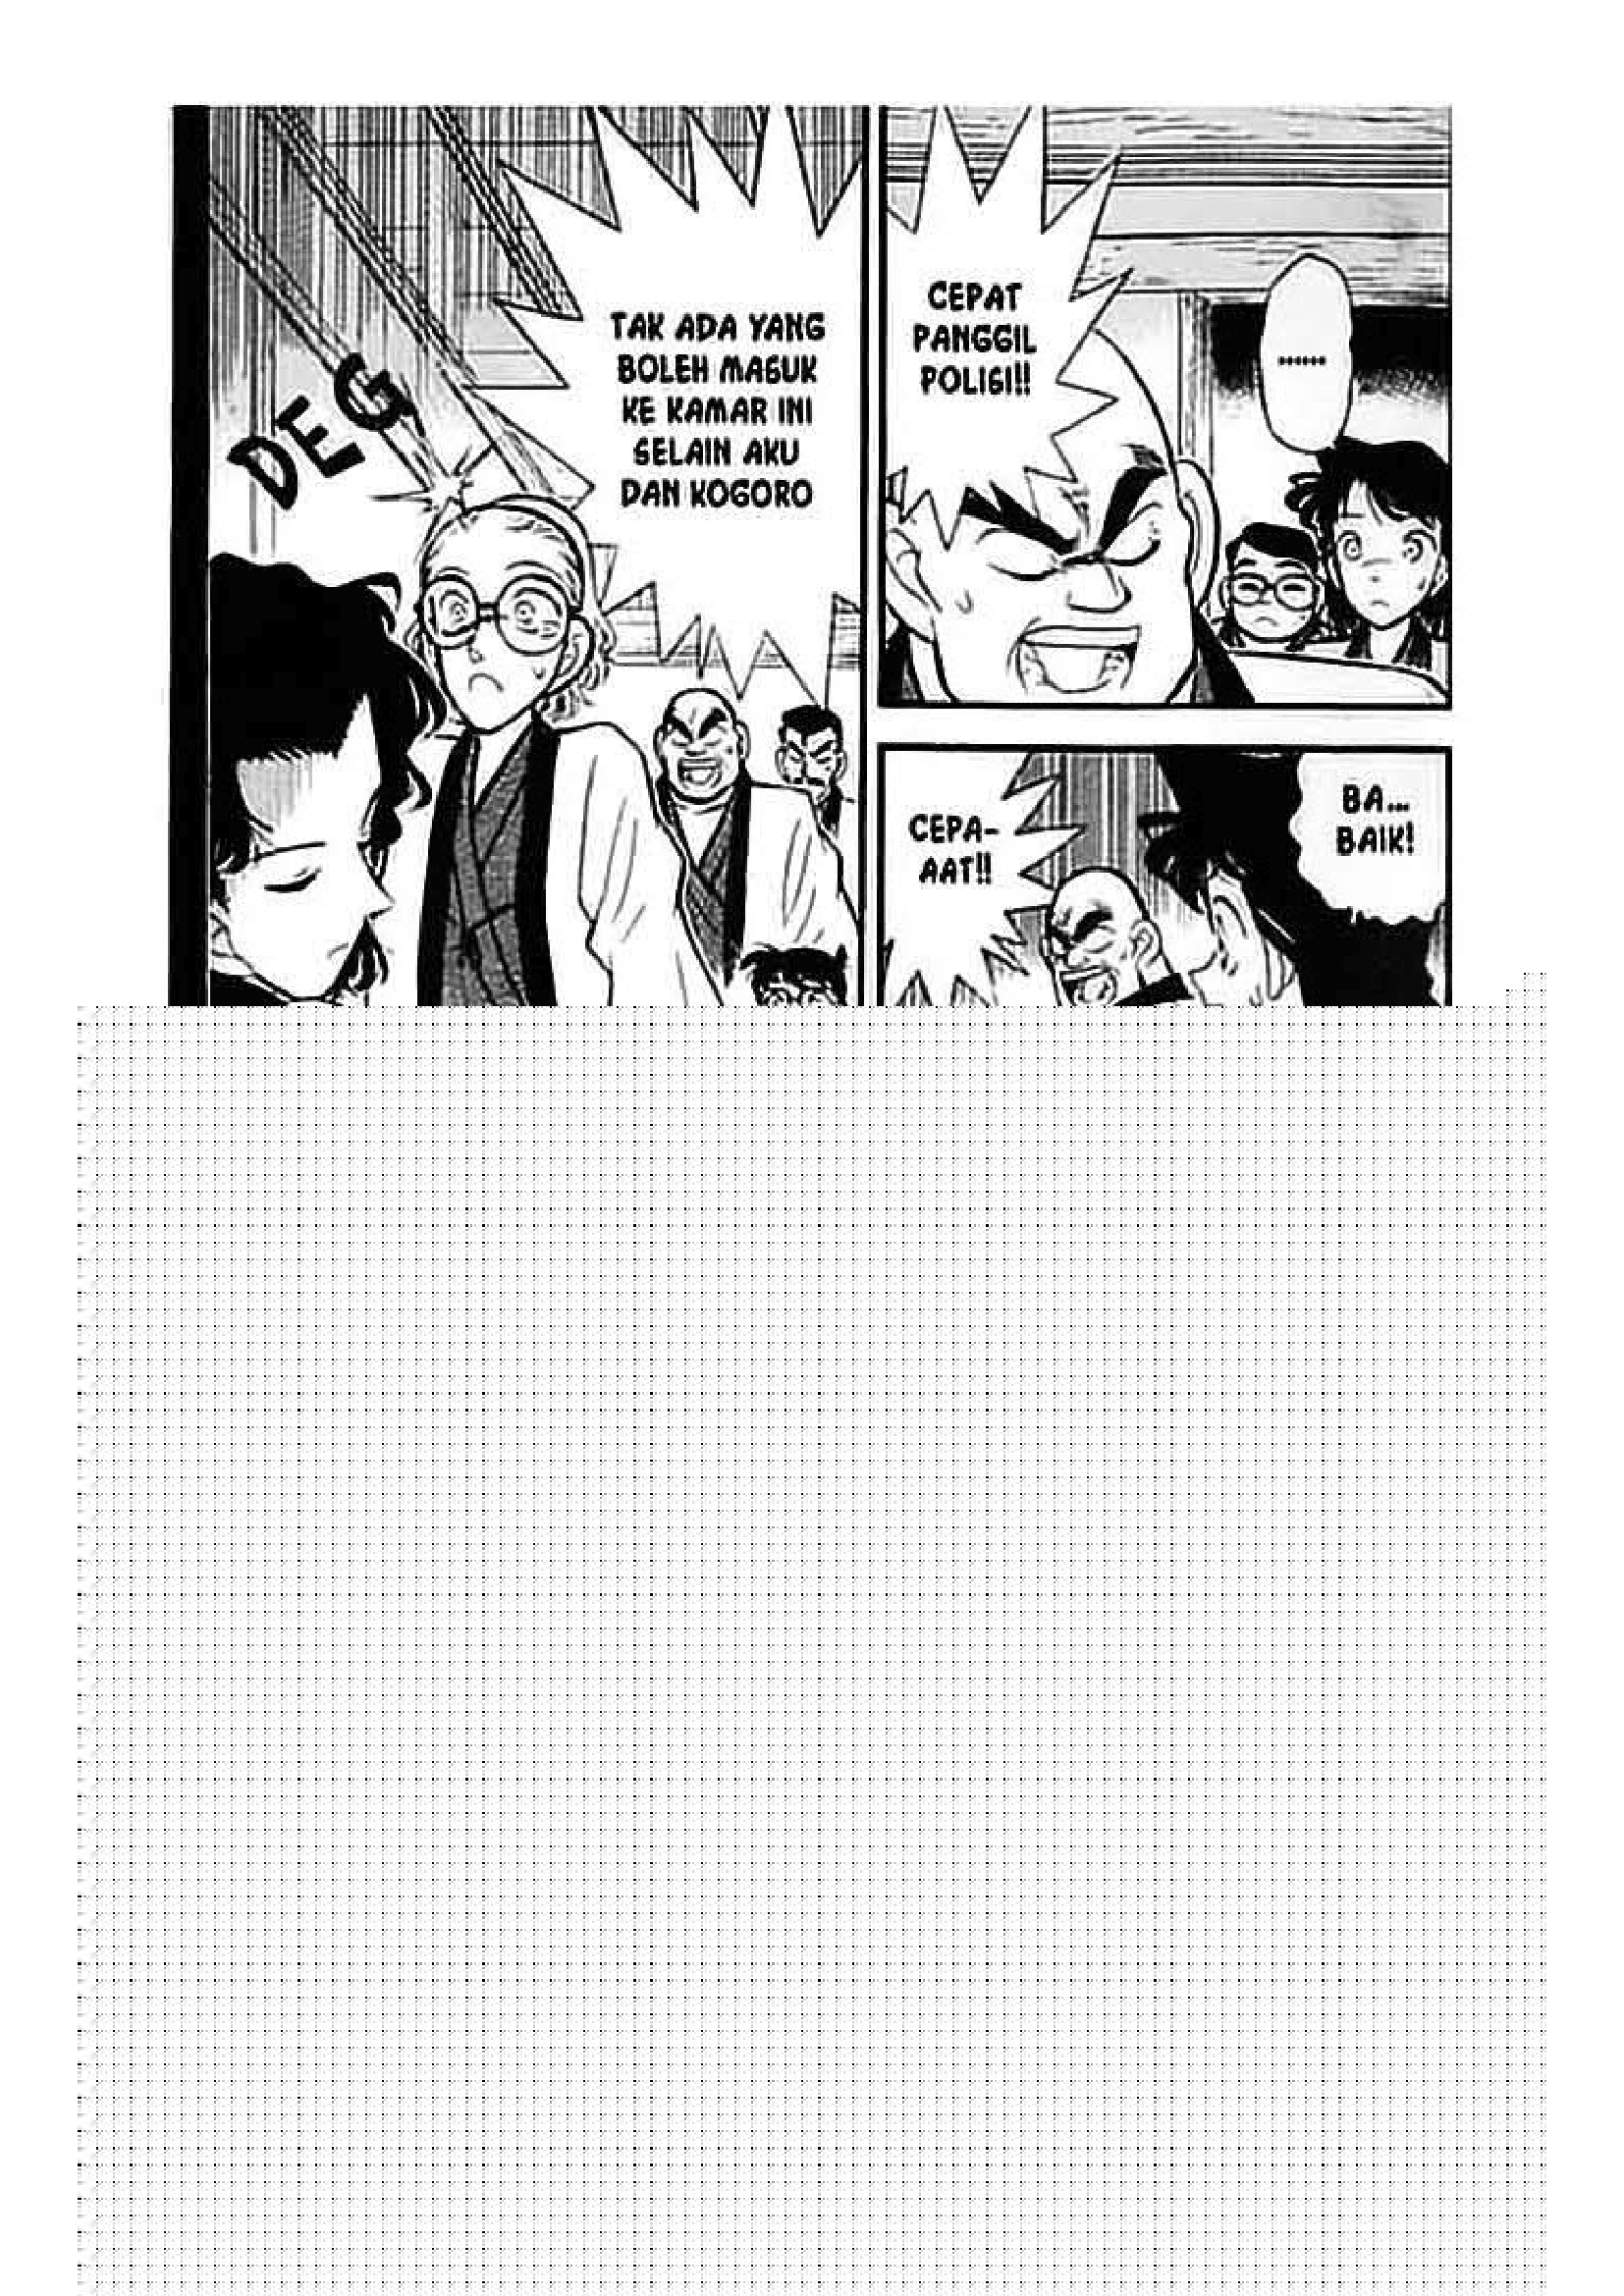 ......
CEPAT
PANGGIL
POLISI!!
BA...
BAIK!
CEPA-
AAT!!
TAK ADA YANG
BOLEH MASUK
KE KAMAR INI
SELAIN AKU
DAN KOGORO
DEG